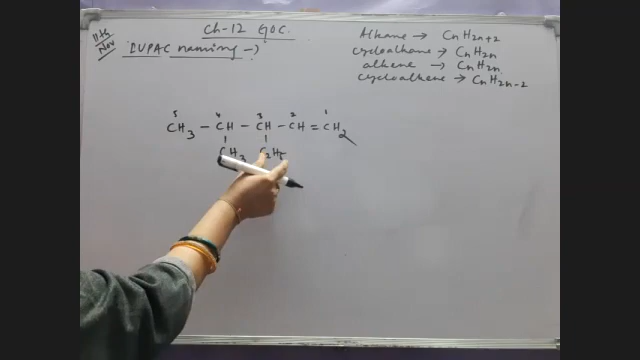 Ch-12 GOC.
11th Nov
IUPAC naming -)
Alkane → CnH2n+2
cycloalkane → CnH2n
alkene → CnH2n
cycloalkene → CnH2n-2
5 4 3 2 1
CH3 - CH - CH - CH = CH2
CH3 C2H5